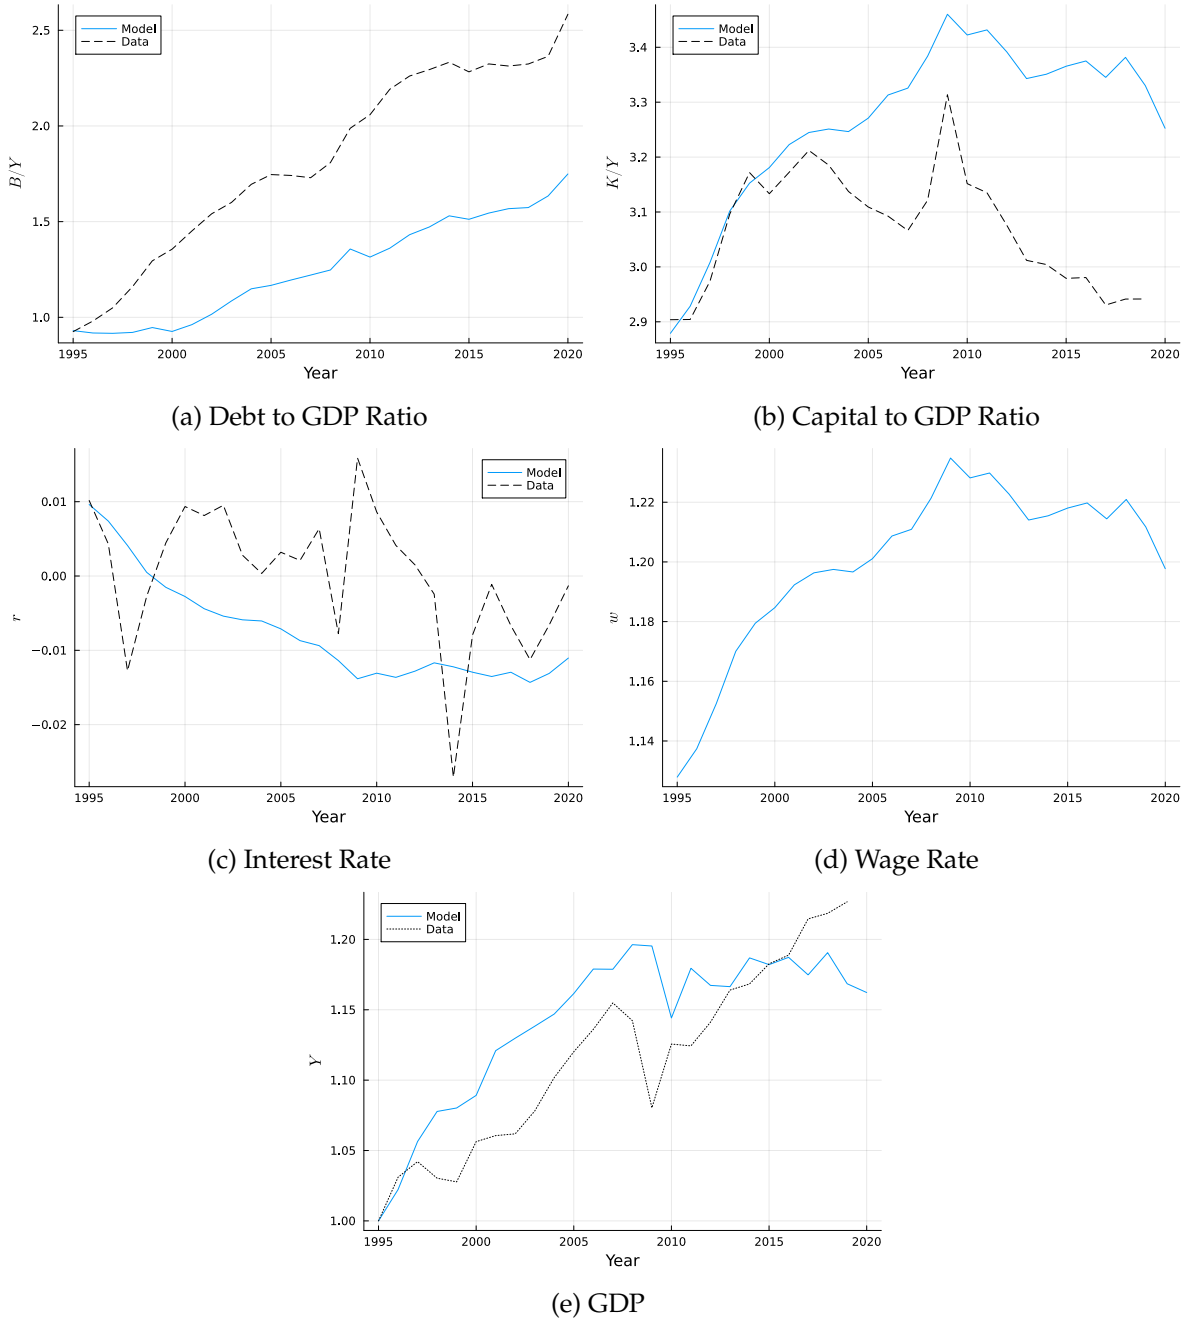 Model
Data
2.5
2.0
1.5
1.0
B/Y
1995 2000 2005 2010 2015 2020
Year
(a) Debt to GDP Ratio
Model
Data
3.4
3.3
3.2
3.1
3.0
2.9
K/Y
1995 2000 2005 2010 2015 2020
Year
(b) Capital to GDP Ratio
Model
Data
0.01
0.00
−0.01
−0.02
r
1995 2000 2005 2010 2015 2020
Year
(c) Interest Rate
1.22
1.20
1.18
1.16
1.14
w
1995 2000 2005 2010 2015 2020
Year
(d) Wage Rate
Model
Data
1.20
1.15
1.10
1.05
1.00
Y
1995 2000 2005 2010 2015 2020
Year
(e) GDP